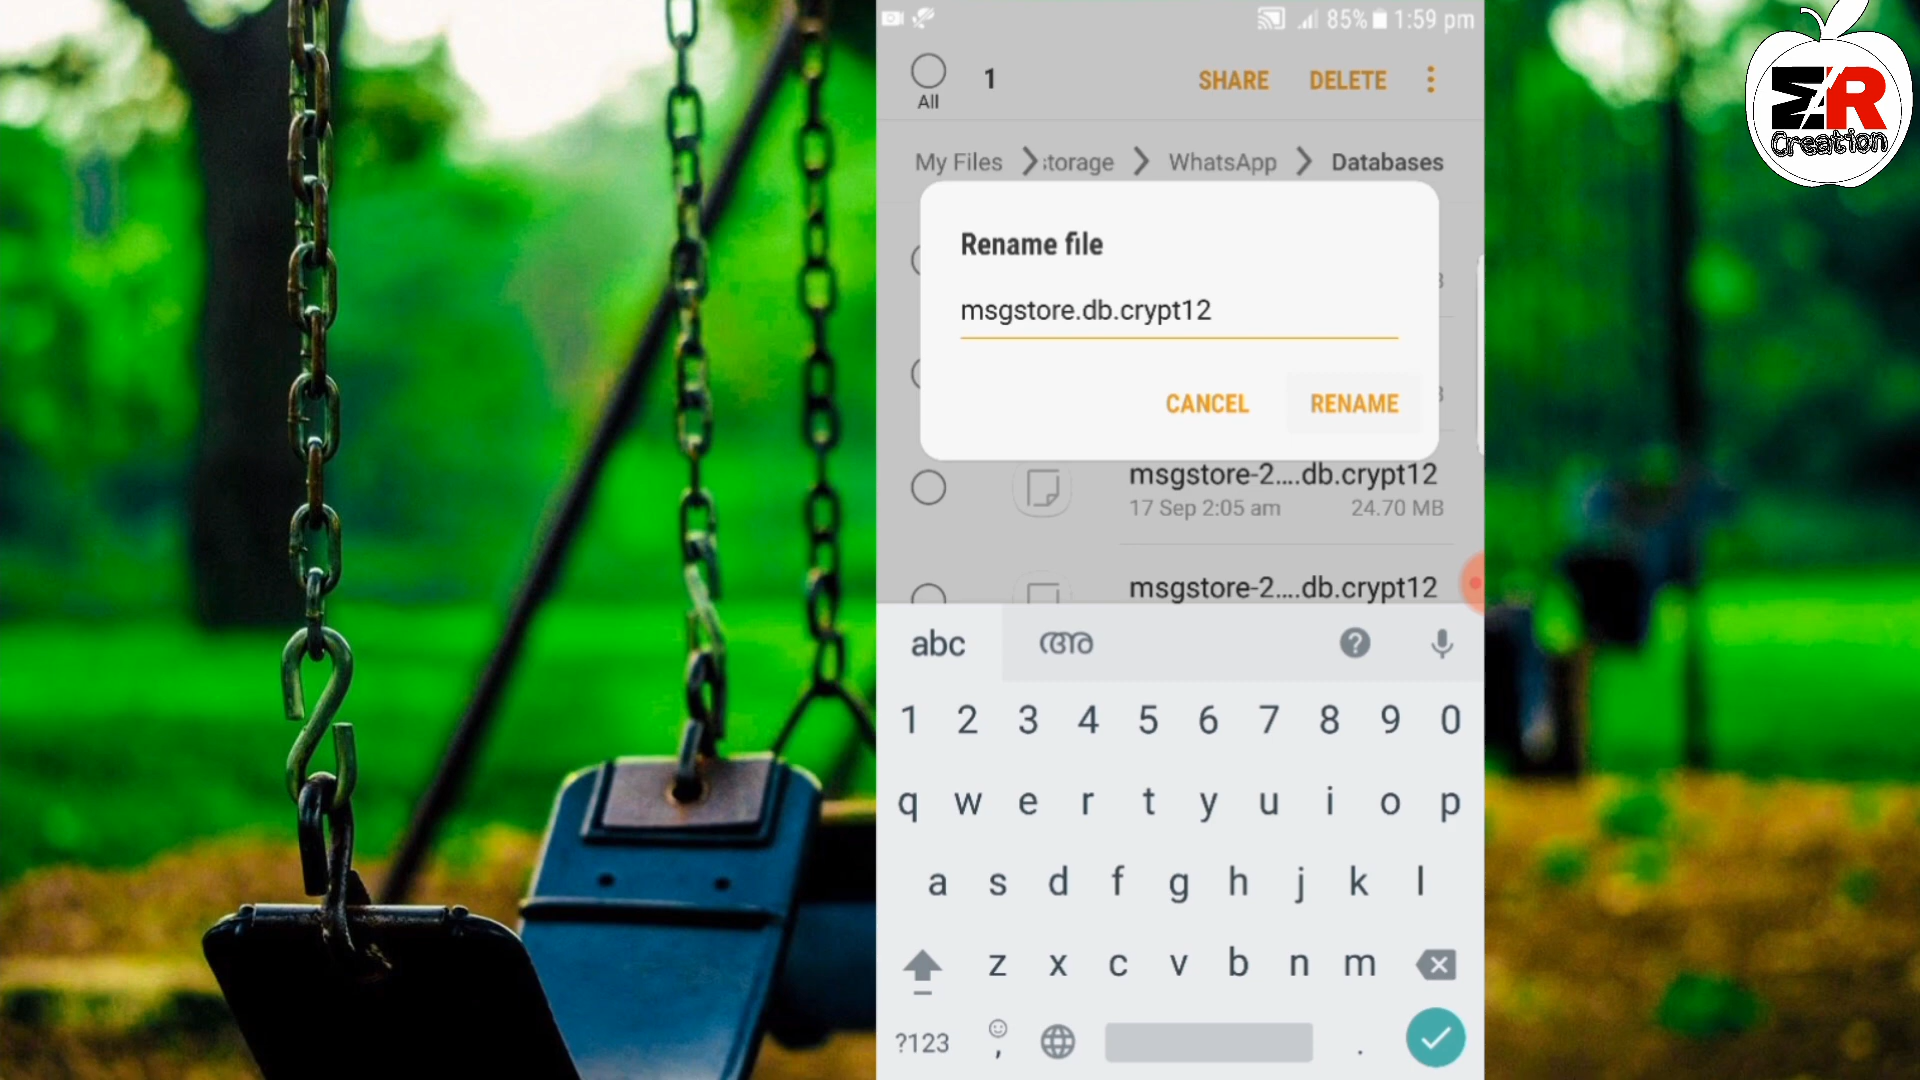 85% 1:59 pm
All 1 SHARE DELETE
My Files torage WhatsApp Databases
Rename file
msgstore.db.crypt12
CANCEL RENAME
msgstore-2....db.crypt12
17 Sep 2:05 am 24.70 MB
msgstore-2....db.crypt12
abc അ
1 2 3 4 5 6 7 8 9 0
q w e r t y u i o p
a s d f g h j k l
z x c v b n m
?123 , .
R
Creation